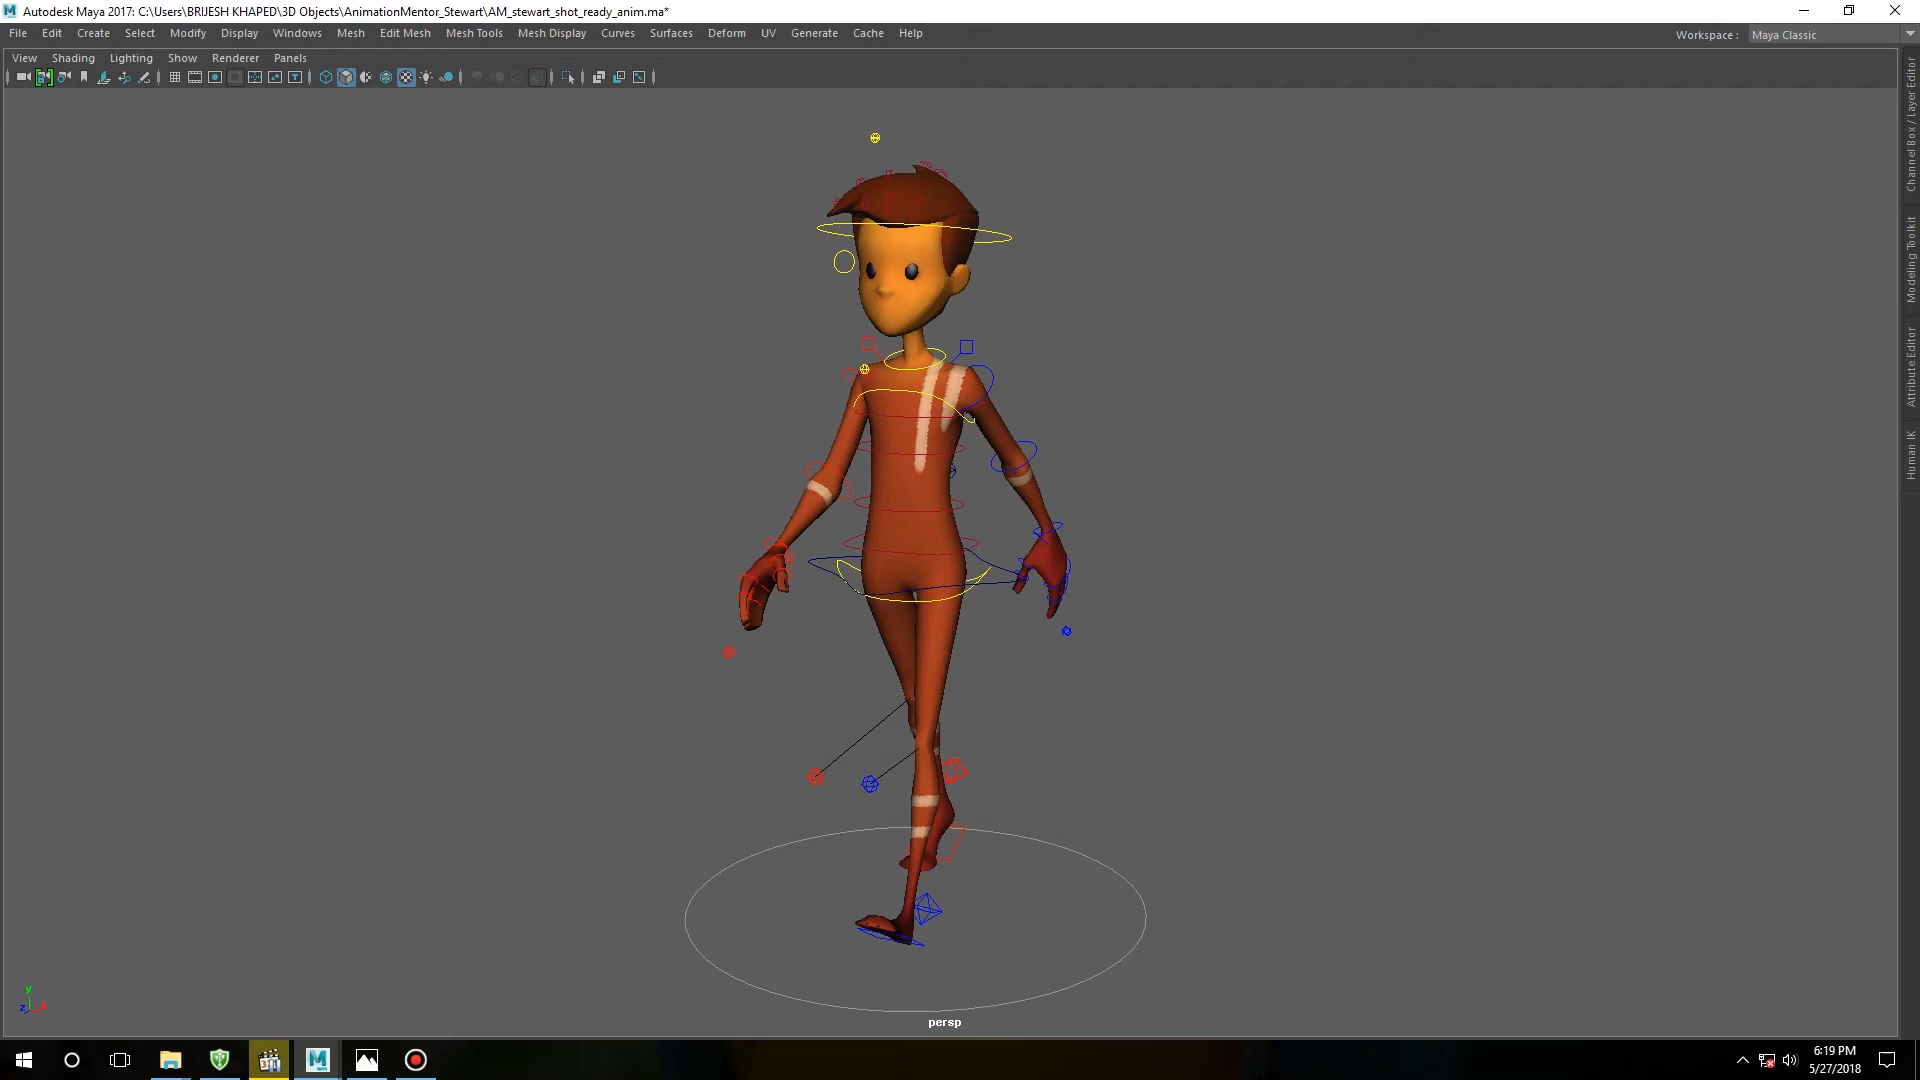 Autodesk Maya 2017: C:\Users\BRIJESH KHAPED\3D Objects\AnimationMentor_Stewart\AM_stewart_shot_ready_anim.ma*
File Edit Create Select Modify Display Windows Mesh Edit Mesh Mesh Tools Mesh Display Curves Surfaces Deform UV Generate Cache Help
Workspace : Maya Classic
View Shading Lighting Show Renderer Panels
Channel Box / Layer Editor
Modeling Toolkit
Attribute Editor
Human IK
y
z x
persp
6:19 PM
5/27/2018